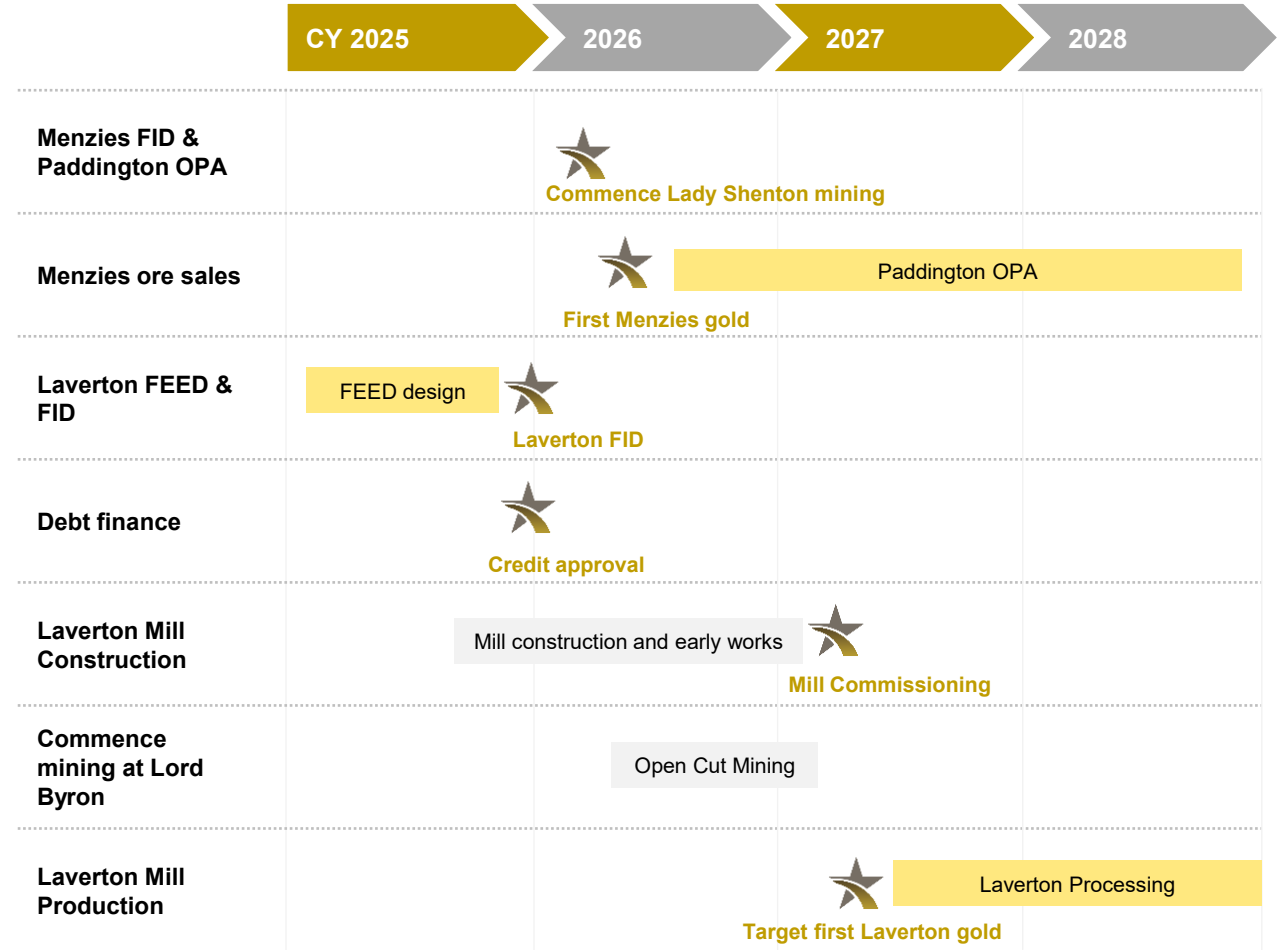 CY 2025
2026
2027
2028
Menzies FID &
Paddington OPA
Commence Lady Shenton mining
Menzies ore sales
Paddington OPA
First Menzies gold
Laverton FEED &
FID
FEED design
Laverton FID
Debt finance
Credit approval
Laverton Mill
Construction
Mill construction and early works
Mill Commissioning
Commence
mining at Lord
Byron
Open Cut Mining
Laverton Mill
Production
Laverton Processing
Target first Laverton gold